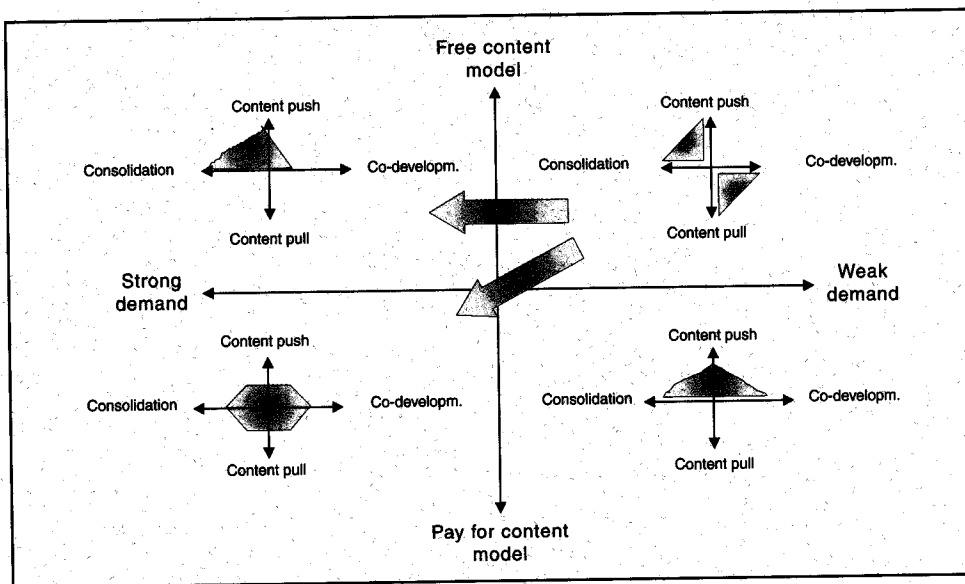 Free content
model
Content push
Consolidation
Co-developm.
Content pull
Content push
Consolidation
Co-developm.
Content pull
Strong
demand
Weak
demand
Content push
Consolidation
Co-developm.
Content pull
Content push
Consolidation
Co-developm.
Content pull
Pay for content
model